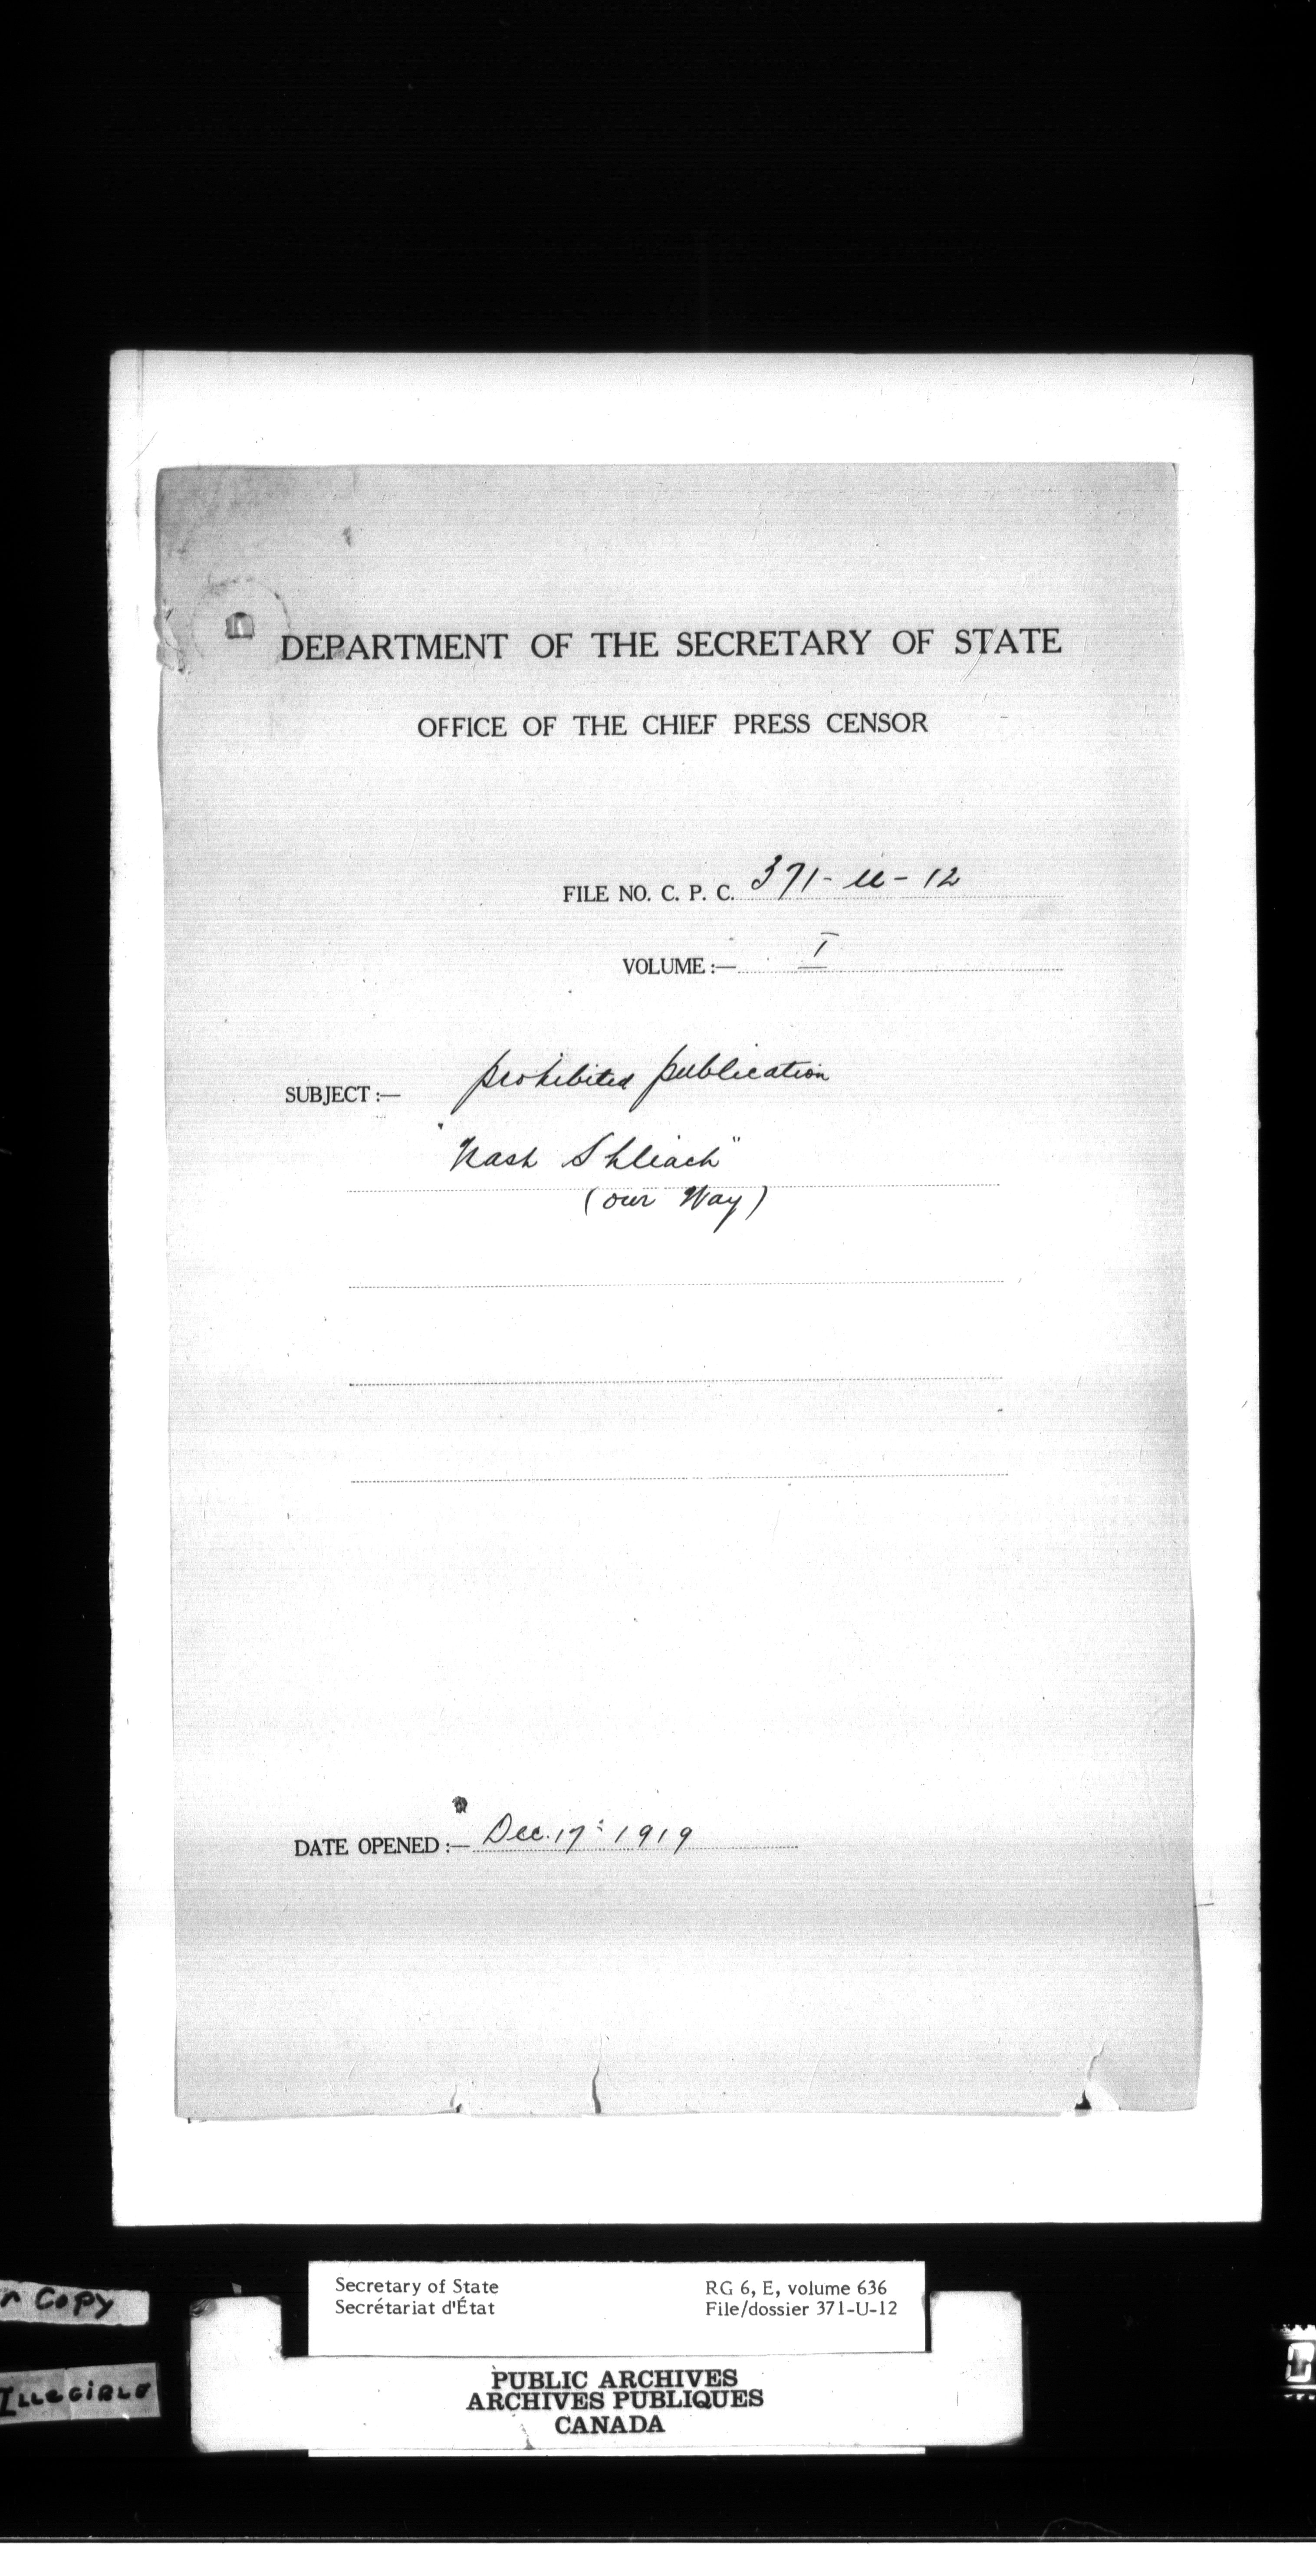 DEPARTMENT OF THE SECRETARY OF STATE
OFFICE OF THE CHIEF PRESS CENSOR
FILE NO. C. P. C. 371-U-12
VOLUME :— I
SUBJECT :— prohibited publication
"Nash Shliach"
(our Way)
DATE OPENED :— Dec. 17: 1919
Copy
Illegible
Secretary of State RG 6, E, volume 636
Secrétariat d'État File/dossier 371-U-12
PUBLIC ARCHIVES
ARCHIVES PUBLIQUES
CANADA